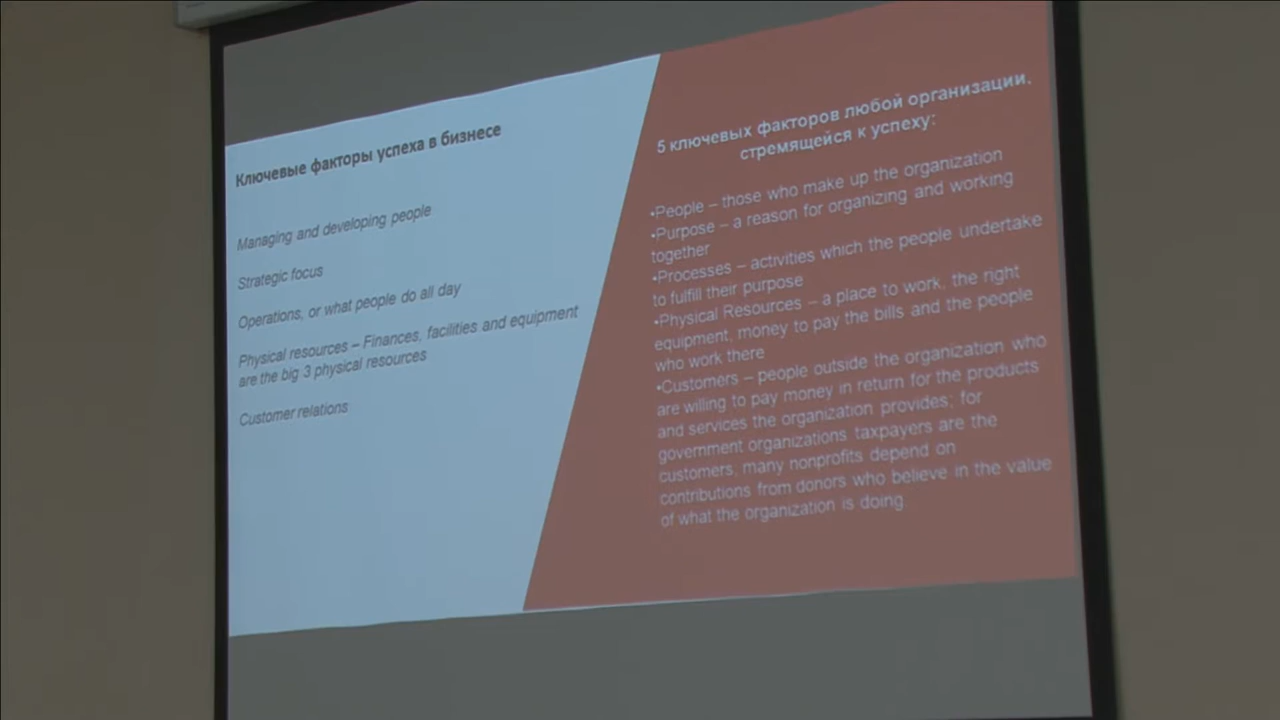 Ключевые факторы успеха в бизнесе
Managing and developing people
Strategic focus
Operations, or what people do all day
Physical resources – Finances, facilities and equipment
are the big 3 physical resources
Customer relations
5 ключевых факторов любой организации,
стремящейся к успеху:
•People – those who make up the organization
•Purpose – a reason for organizing and working
together
•Processes – activities which the people undertake
to fulfill their purpose
•Physical Resources – a place to work, the right
equipment, money to pay the bills and the people
who work there
•Customers – people outside the organization who
are willing to pay money in return for the products
and services the organization provides; for
government organizations taxpayers are the
customers; many nonprofits depend on
contributions from donors who believe in the value
of what the organization is doing